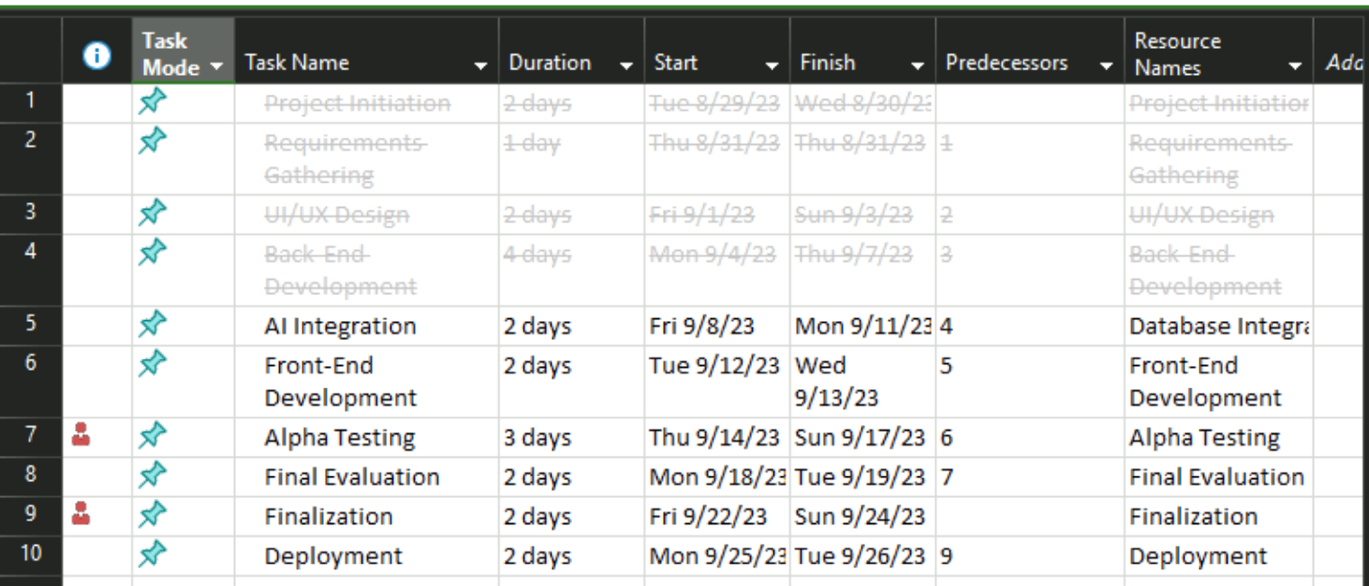 Task Mode Task Name Duration Start Finish Predecessors Resource Names Add
1 Project Initiation 2 days Tue 8/29/23 Wed 8/30/23 Project Initiation
2 Requirements Gathering 1 day Thu 8/31/23 Thu 8/31/23 1 Requirements Gathering
3 UI/UX Design 2 days Fri 9/1/23 Sun 9/3/23 2 UI/UX Design
4 Back-End Development 4 days Mon 9/4/23 Thu 9/7/23 3 Back-End Development
5 AI Integration 2 days Fri 9/8/23 Mon 9/11/23 4 Database Integra
6 Front-End Development 2 days Tue 9/12/23 Wed 9/13/23 5 Front-End Development
7 Alpha Testing 3 days Thu 9/14/23 Sun 9/17/23 6 Alpha Testing
8 Final Evaluation 2 days Mon 9/18/23 Tue 9/19/23 7 Final Evaluation
9 Finalization 2 days Fri 9/22/23 Sun 9/24/23 Finalization
10 Deployment 2 days Mon 9/25/23 Tue 9/26/23 9 Deployment